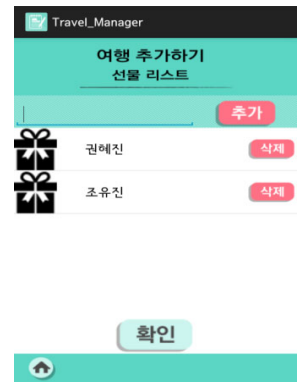 Travel_Manager
여행 추가하기
선물 리스트
추가
권혜진
삭제
조유진
삭제
확인